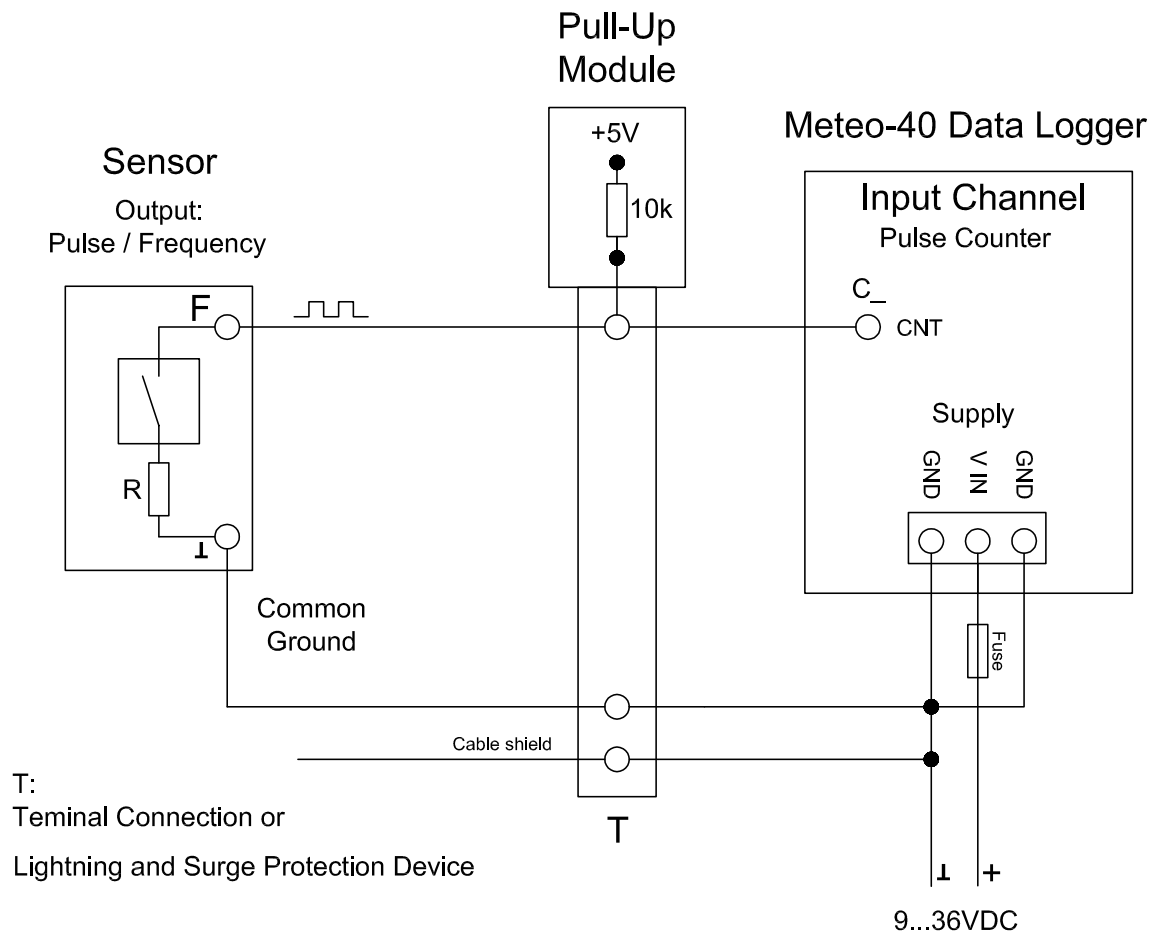 Pull-Up
Module
+5V
10k
Meteo-40 Data Logger
Input Channel
Pulse Counter
C_
CNT
Supply
GND
V IN
GND
Fuse
Sensor
Output:
Pulse / Frequency
F
R
Common
Ground
Cable shield
T:
Teminal Connection or
Lightning and Surge Protection Device
T
+
9...36VDC